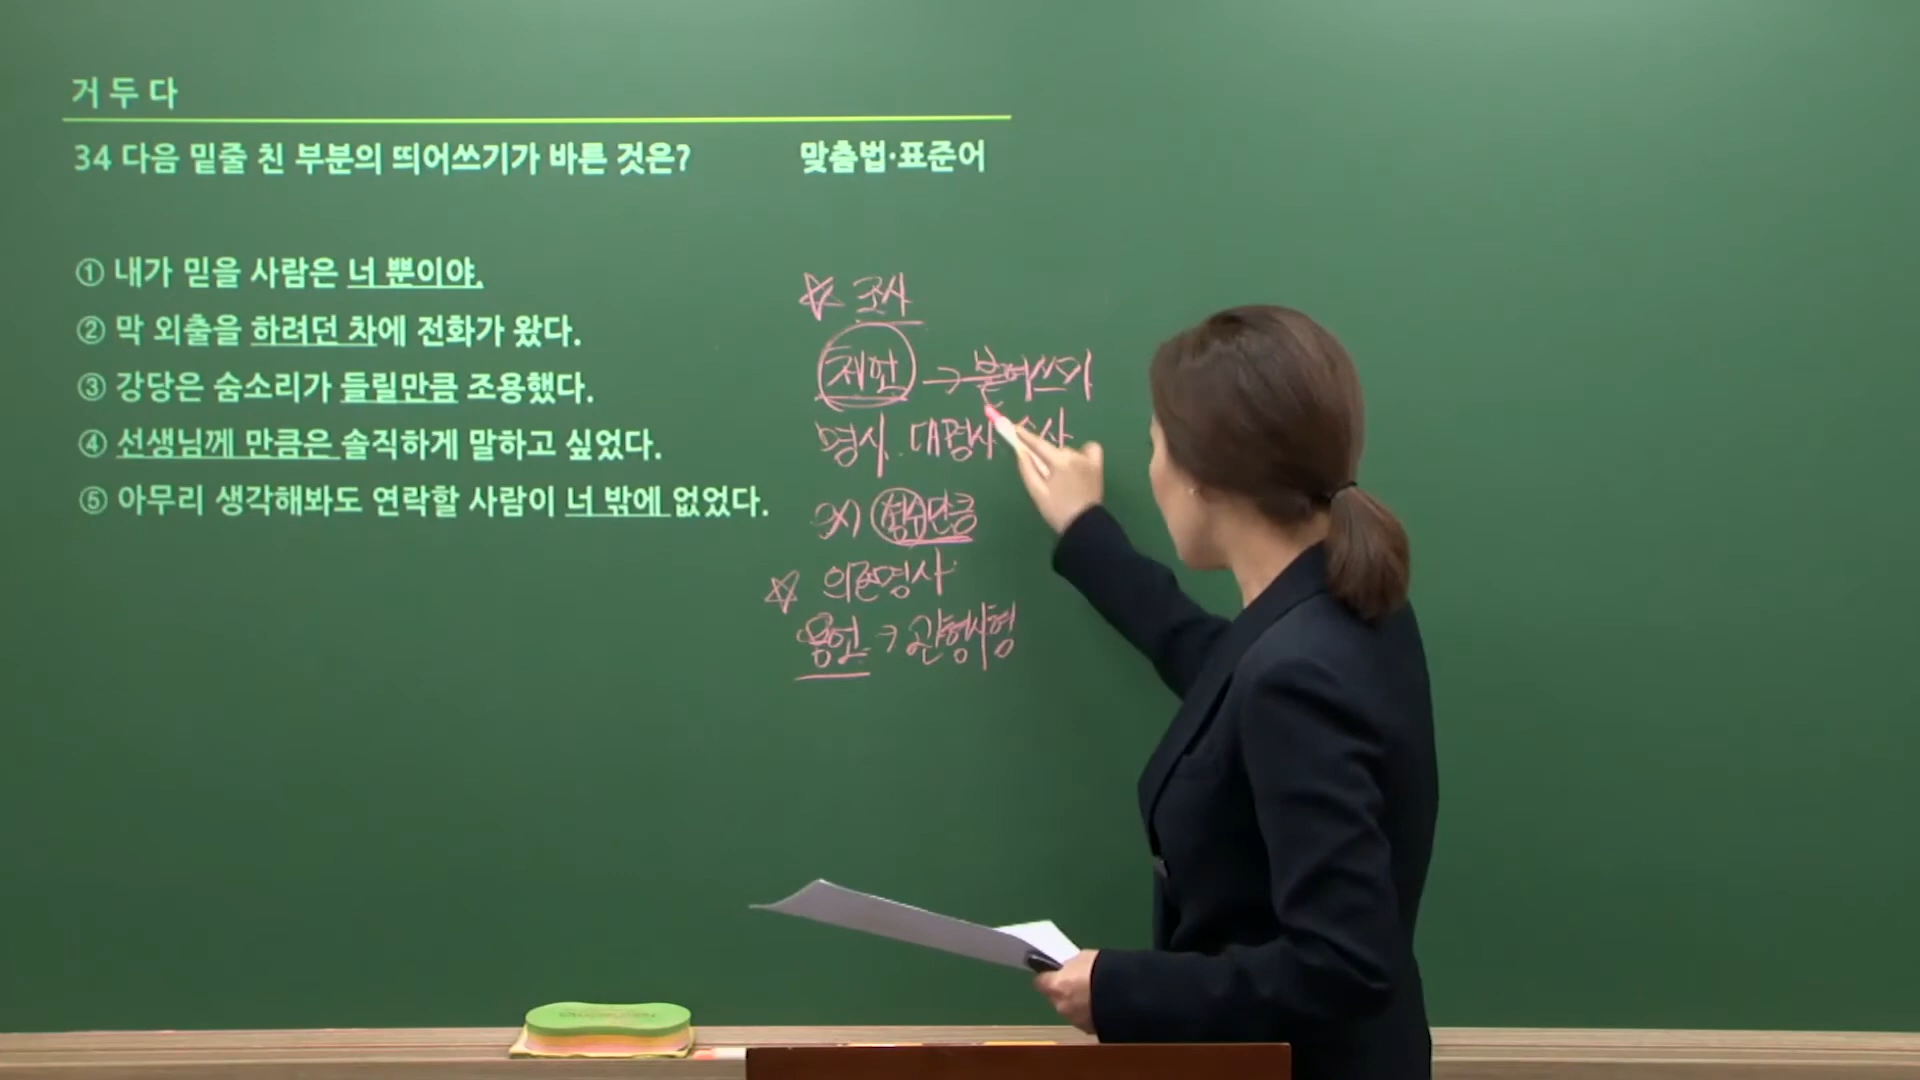 거두다
34 다음 밑줄 친 부분의 띄어쓰기가 바른 것은? 맞춤법·표준어
① 내가 믿을 사람은 너 뿐이야.
② 막 외출을 하려던 차에 전화가 왔다.
③ 강당은 숨소리가 들릴만큼 조용했다.
④ 선생님께 만큼은 솔직하게 말하고 싶었다.
⑤ 아무리 생각해봐도 연락할 사람이 너 밖에 없었다.
☆ 조사
체언 → 붙여쓰기
명사. 대명사
만큼
☆ 의존명사
용언 → 관형사형